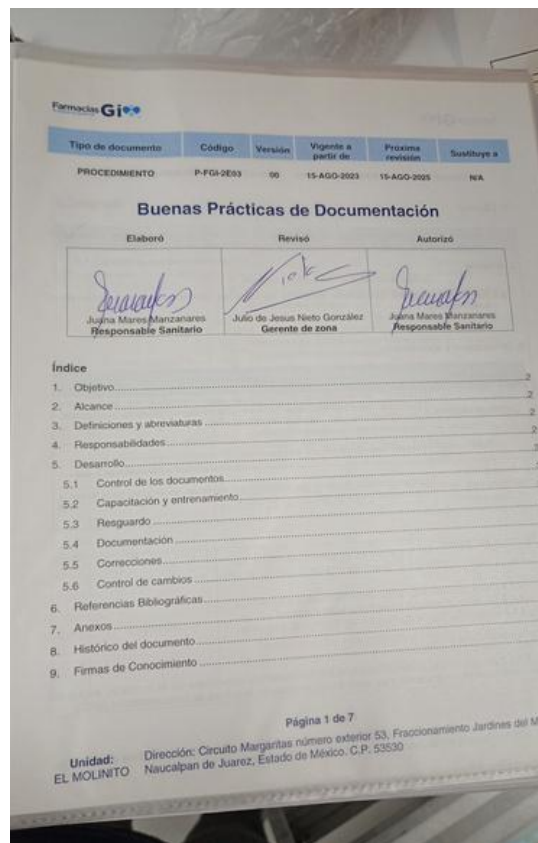 Farmacias Gi
Tipo de documento Código Versión Vigente a partir de Próxima revisión Sustituye a
PROCEDIMIENTO P-FGI-2E03 00 15-AGO-2023 15-AGO-2025 N/A
Buenas Prácticas de Documentación
Elaboró Revisó Autorizó
Juana Mares Manzanares Julio de Jesus Nieto González Juana Mares Manzanares
Responsable Sanitario Gerente de zona Responsable Sanitario
Índice
1. Objetivo 2
2. Alcance 2
3. Definiciones y abreviaturas 2
4. Responsabilidades 2
5. Desarrollo
5.1 Control de los documentos
5.2 Capacitación y entrenamiento
5.3 Resguardo
5.4 Documentación
5.5 Correcciones
5.6 Control de cambios
6. Referencias Bibliográficas
7. Anexos
8. Histórico del documento
9. Firmas de Conocimiento
Página 1 de 7
Unidad: Dirección: Circuito Margaritas número exterior 53, Fraccionamiento Jardines del M
EL MOLINITO Naucalpan de Juarez, Estado de México. C.P. 53530